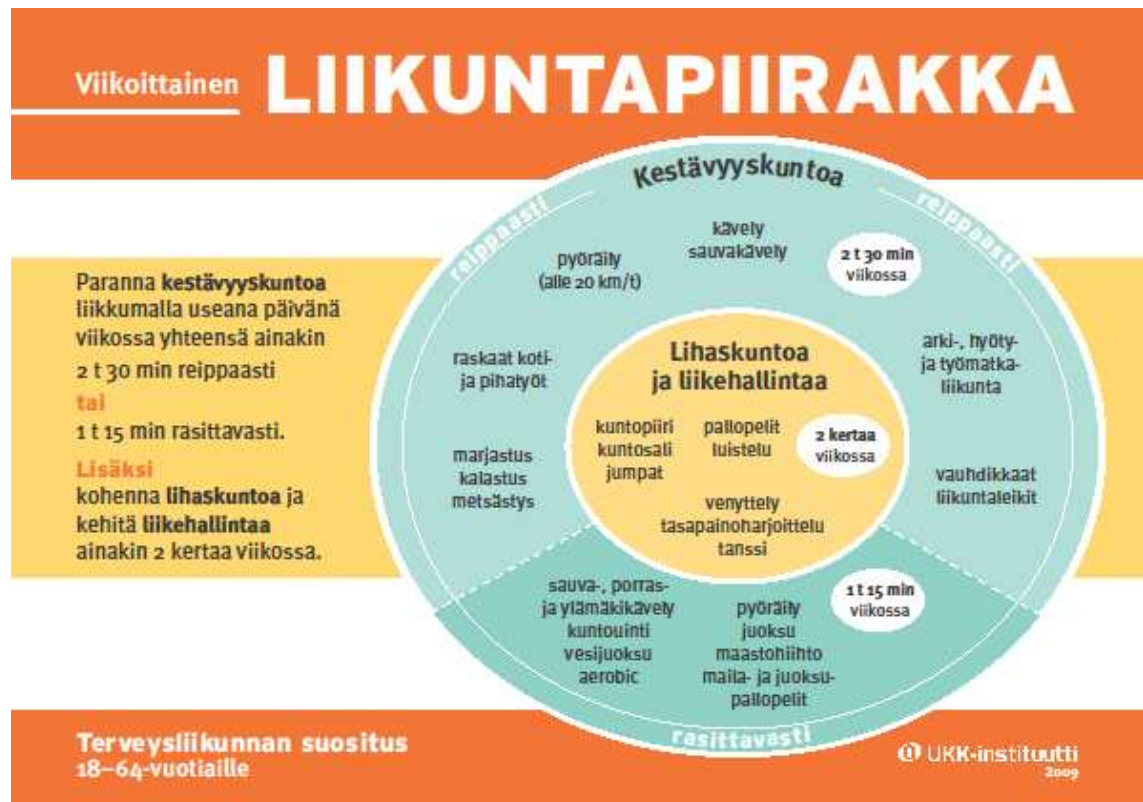 Viikoittainen LIIKUNTAPIIRAKKA
Paranna kestävyyskuntoa
liikkumalla useana päivänä
viikossa yhteensä ainakin
2 t 30 min reippaasti
tai
1 t 15 min rasittavasti.
Lisäksi
kohenna lihaskuntoa ja
kehitä liikehallintaa
ainakin 2 kertaa viikossa.
Kestävyyskuntoa
reippaasti
reippaasti
kävely
sauvakävely
2 t 30 min
viikossa
pyöräily
(alle 20 km/t)
raskaat koti-
ja pihatyöt
marjastus
kalastus
metsästys
arki-, hyöty-
ja työmatka-
liikunta
vauhdikkaat
liikuntaleikit
Lihaskuntoa
ja liikehallintaa
kuntopiiri
kuntosali
jumpat
pallopelit
luistelu
2 kertaa
viikossa
venyttely
tasapainoharjoittelu
tanssi
sauva-, porras-
ja ylämäkikävely
kuntouinti
vesijuoksu
aerobic
pyöräily
juoksu
maastohiihto
maila- ja juoksu-
pallopelit
1 t 15 min
viikossa
rasittavasti
Terveysliikunnan suositus
18–64-vuotiaille
UKK-instituutti
2009